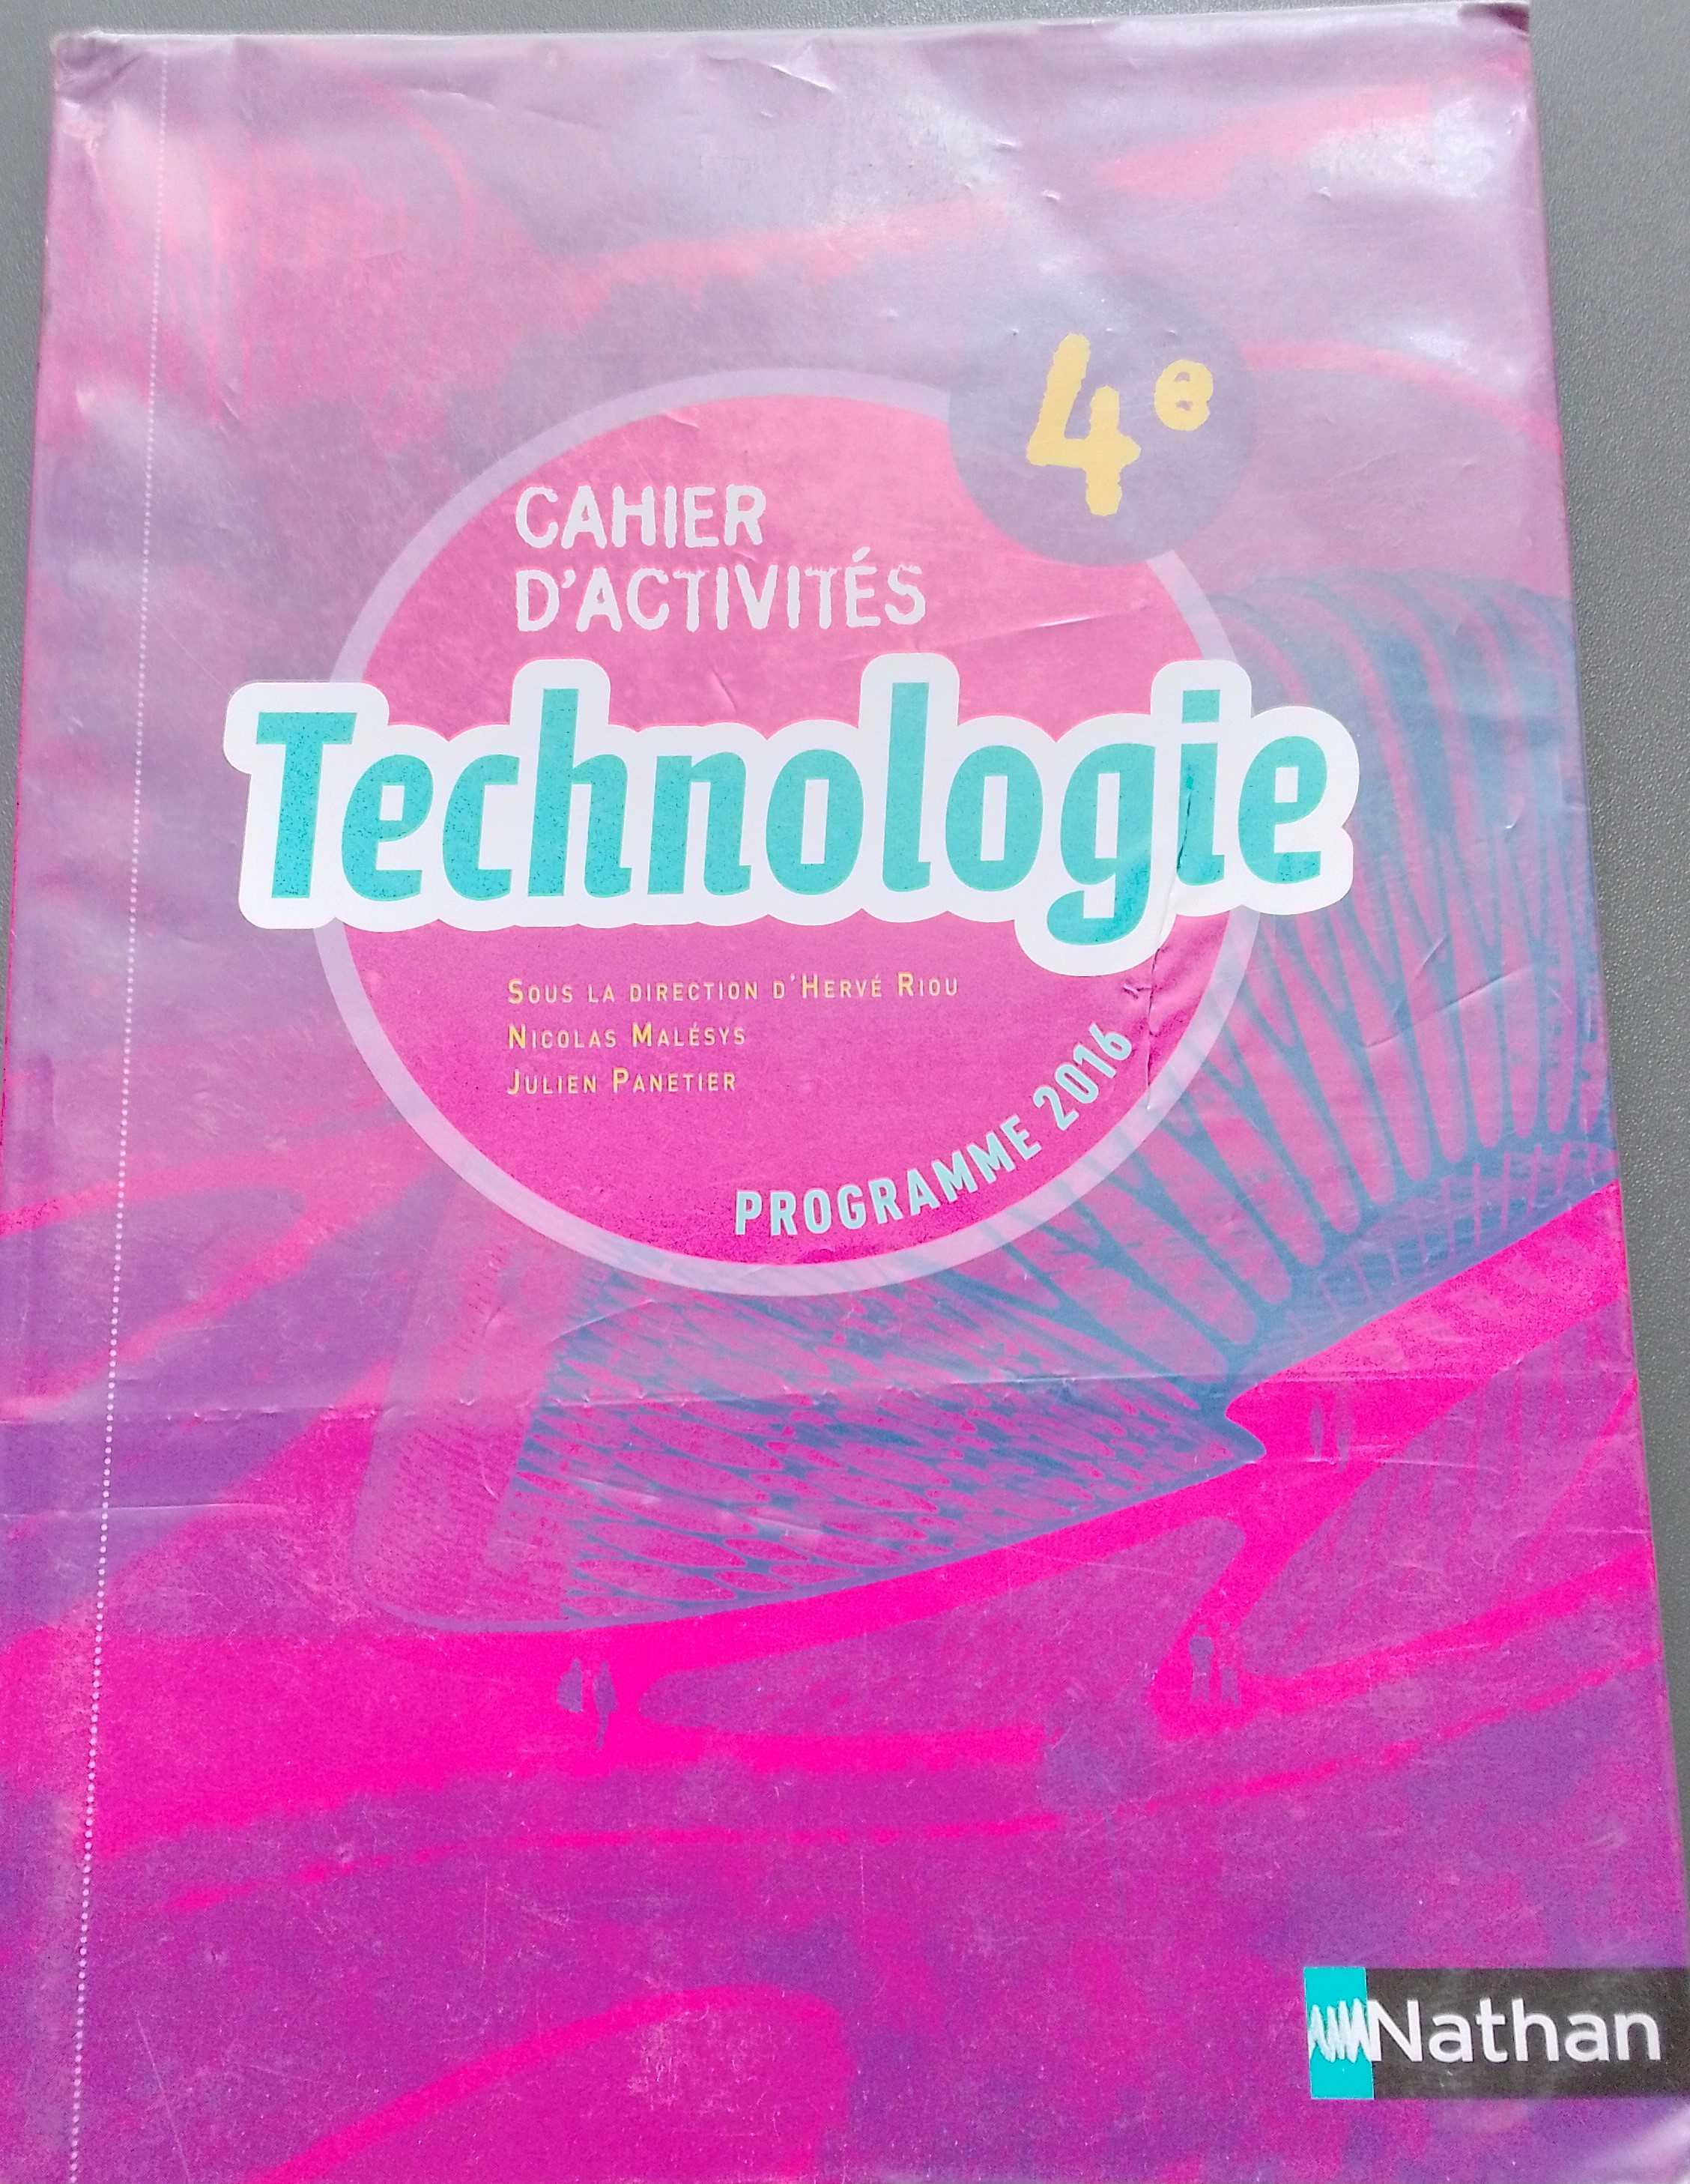 4e
CAHIER
D'ACTIVITÉS
Technologie
SOUS LA DIRECTION D'HERVÉ RIOU
NICOLAS MALÉSYS
JULIEN PANETIER
PROGRAMME 2016
Nathan